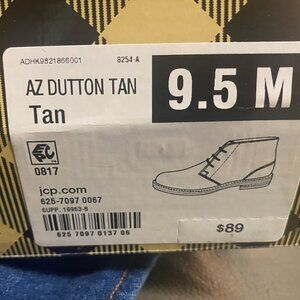 ADHK9821866001 8254-A
AZ DUTTON TAN
Tan
9.5 M
0817
jcp.com
625-7097 0067
SUPP. 19953-5
625 7097 0137 06
$89